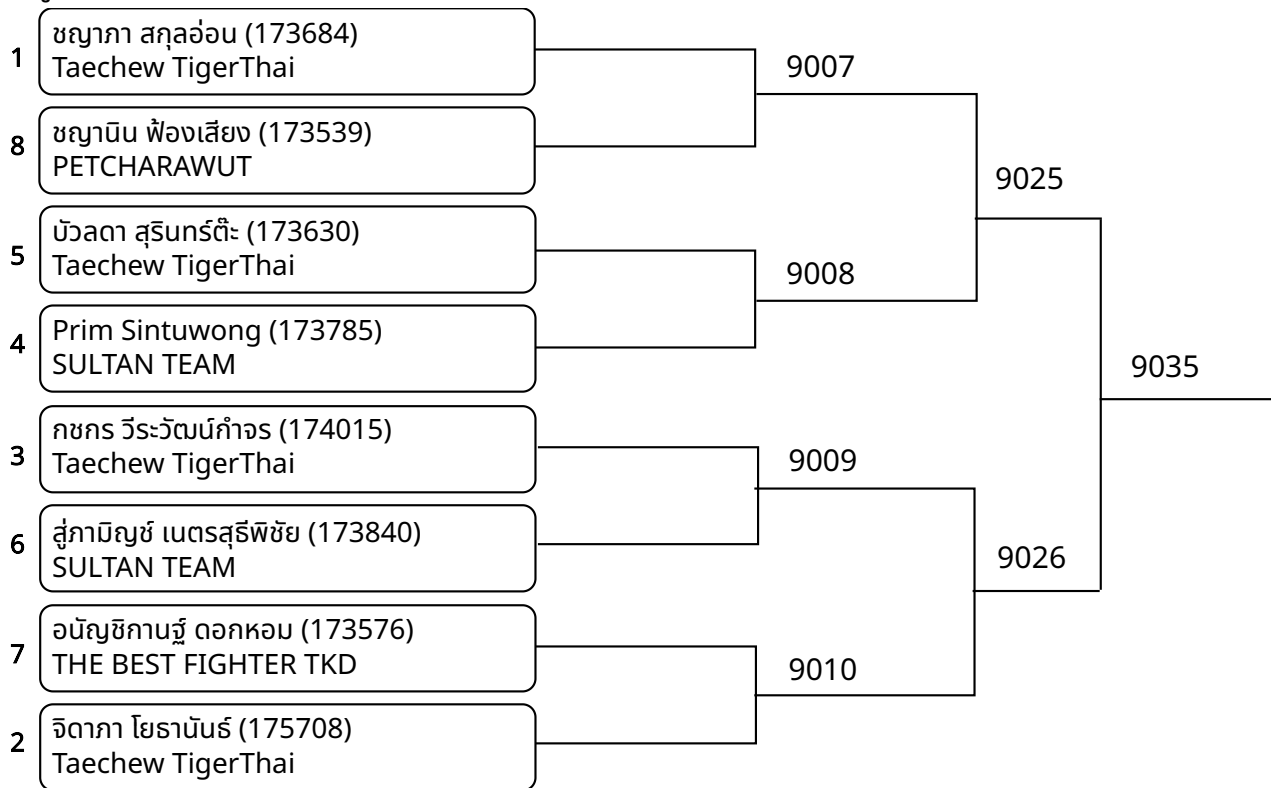 1
ชญาภา สกุลอ่อน (173684)
Taechew TigerThai
8
ชญานิน ฟ้องเสียง (173539)
PETCHARAWUT
5
บัวลดา สุรินทร์ต๊ะ (173630)
Taechew TigerThai
4
Prim Sintuwong (173785)
SULTAN TEAM
3
กชกร วีระวัฒน์กำจร (174015)
Taechew TigerThai
6
สู่ภามิญช์ เนตรสุธีพิชัย (173840)
SULTAN TEAM
7
อนัญชิกานฐ์ ดอกหอม (173576)
THE BEST FIGHTER TKD
2
จิดาภา โยธานันธ์ (175708)
Taechew TigerThai
9007
9008
9009
9010
9025
9026
9035